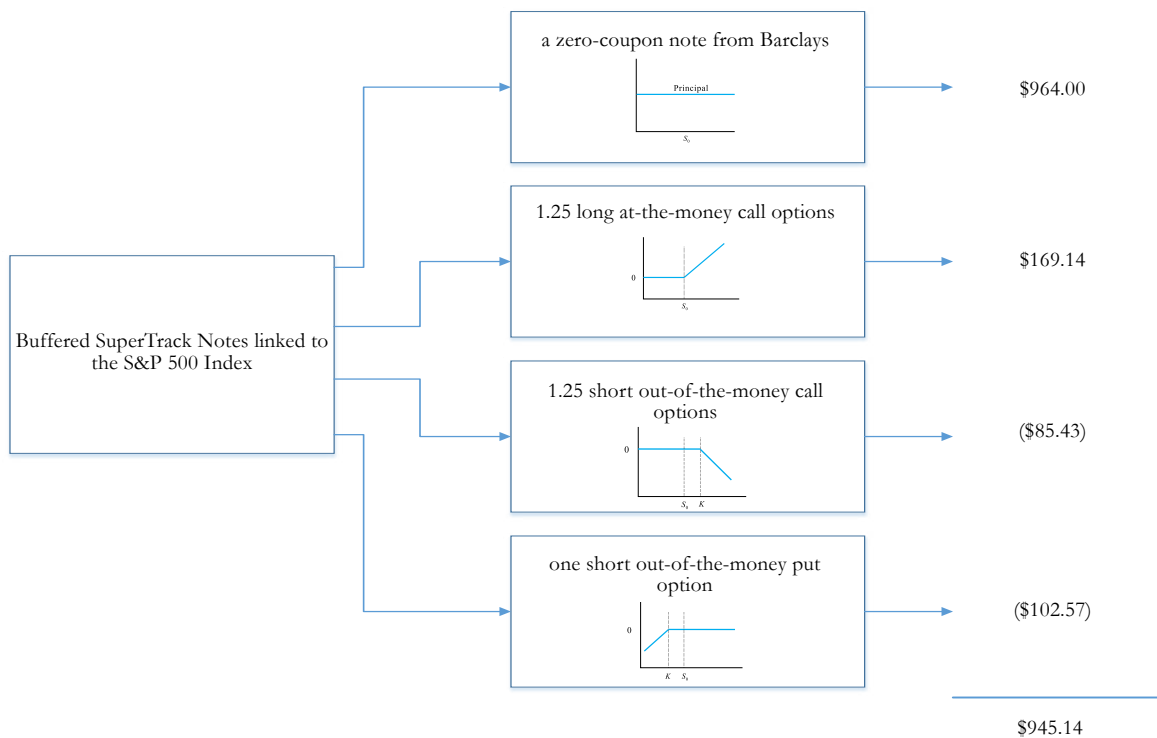 a zero-coupon note from Barclays
Principal
S₀
$964.00
1.25 long at-the-money call options
0
S₀
$169.14
Buffered SuperTrack Notes linked to
the S&P 500 Index
1.25 short out-of-the-money call
options
0
S₀ K
($85.43)
one short out-of-the-money put
option
0
K S₀
($102.57)
$945.14